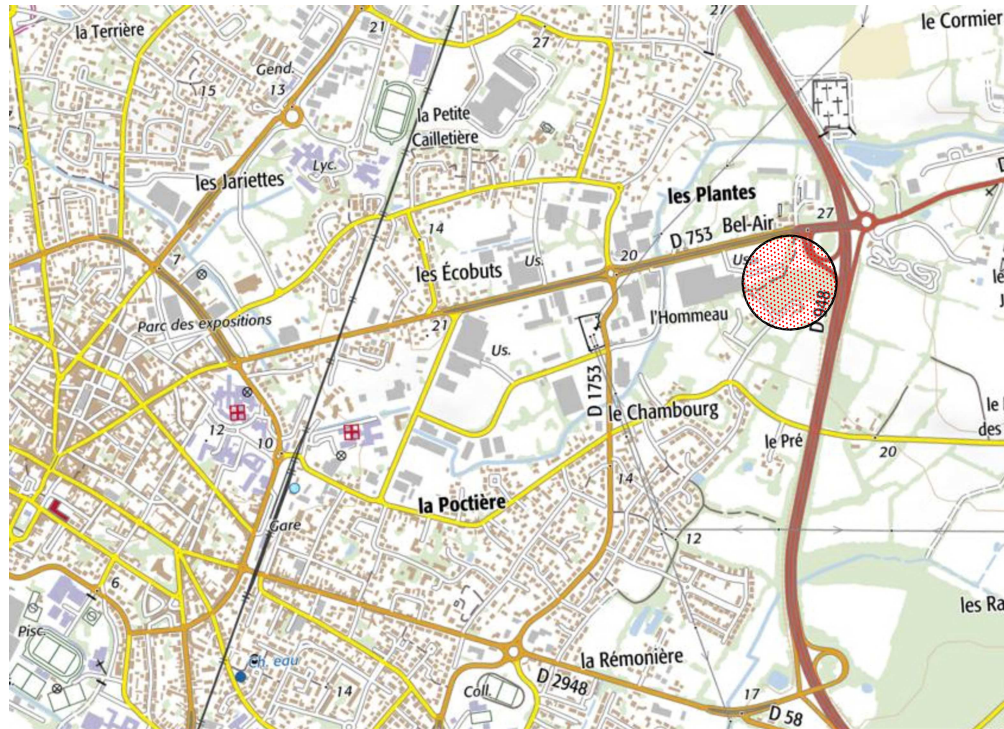 la Terrière
21
27
27
le Cormier
Gend.
15
13
la Petite
Cailletière
Lyc.
les Jariettes
les Plantes
D
Bel-Air
27
14
D 753
7
les Écobuts
Us.
20
Us.
l'Hommeau
D 948
Parc des expositions
21
Us.
D 1753
le Chambourg
12
10
le Pré
des
20
la Poctière
14
Gare
12
6
les Ra
Pisc.
Ch. eau
la Rémonière
14
Coll.
D 2948
17
D 58